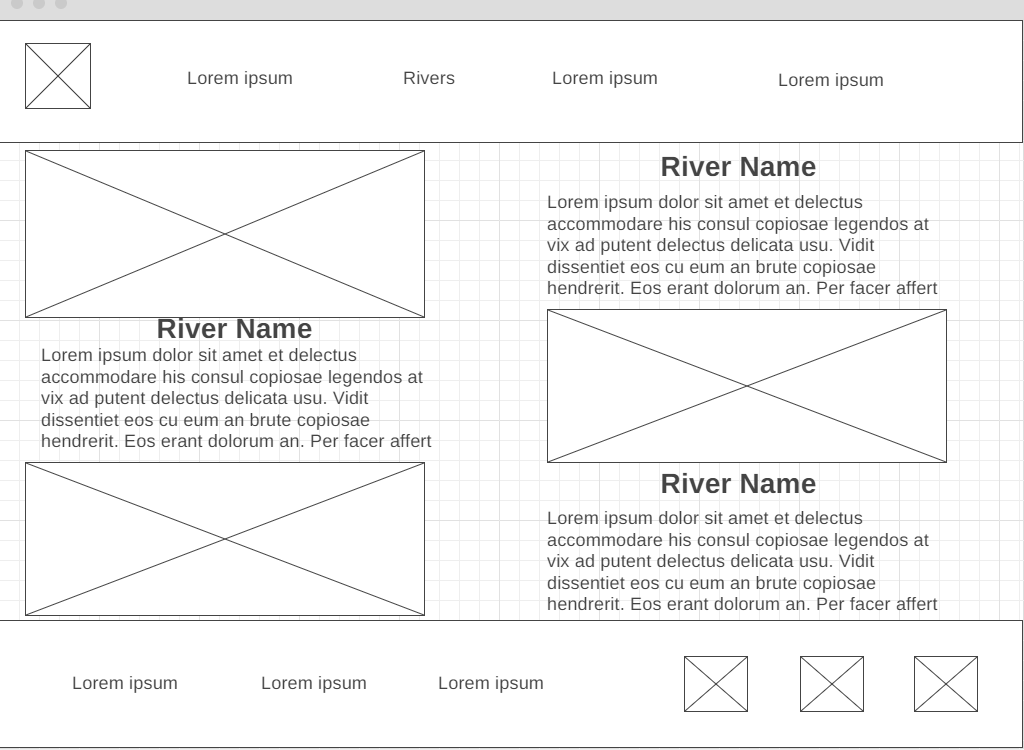 Lorem ipsum
Rivers
Lorem ipsum
Lorem ipsum
River Name
Lorem ipsum dolor sit amet et delectus
accommodare his consul copiosae legendos at
vix ad putent delectus delicata usu. Vidit
dissentiet eos cu eum an brute copiosae
hendrerit. Eos erant dolorum an. Per facer affert
River Name
Lorem ipsum dolor sit amet et delectus
accommodare his consul copiosae legendos at
vix ad putent delectus delicata usu. Vidit
dissentiet eos cu eum an brute copiosae
hendrerit. Eos erant dolorum an. Per facer affert
River Name
Lorem ipsum dolor sit amet et delectus
accommodare his consul copiosae legendos at
vix ad putent delectus delicata usu. Vidit
dissentiet eos cu eum an brute copiosae
hendrerit. Eos erant dolorum an. Per facer affert
Lorem ipsum
Lorem ipsum
Lorem ipsum